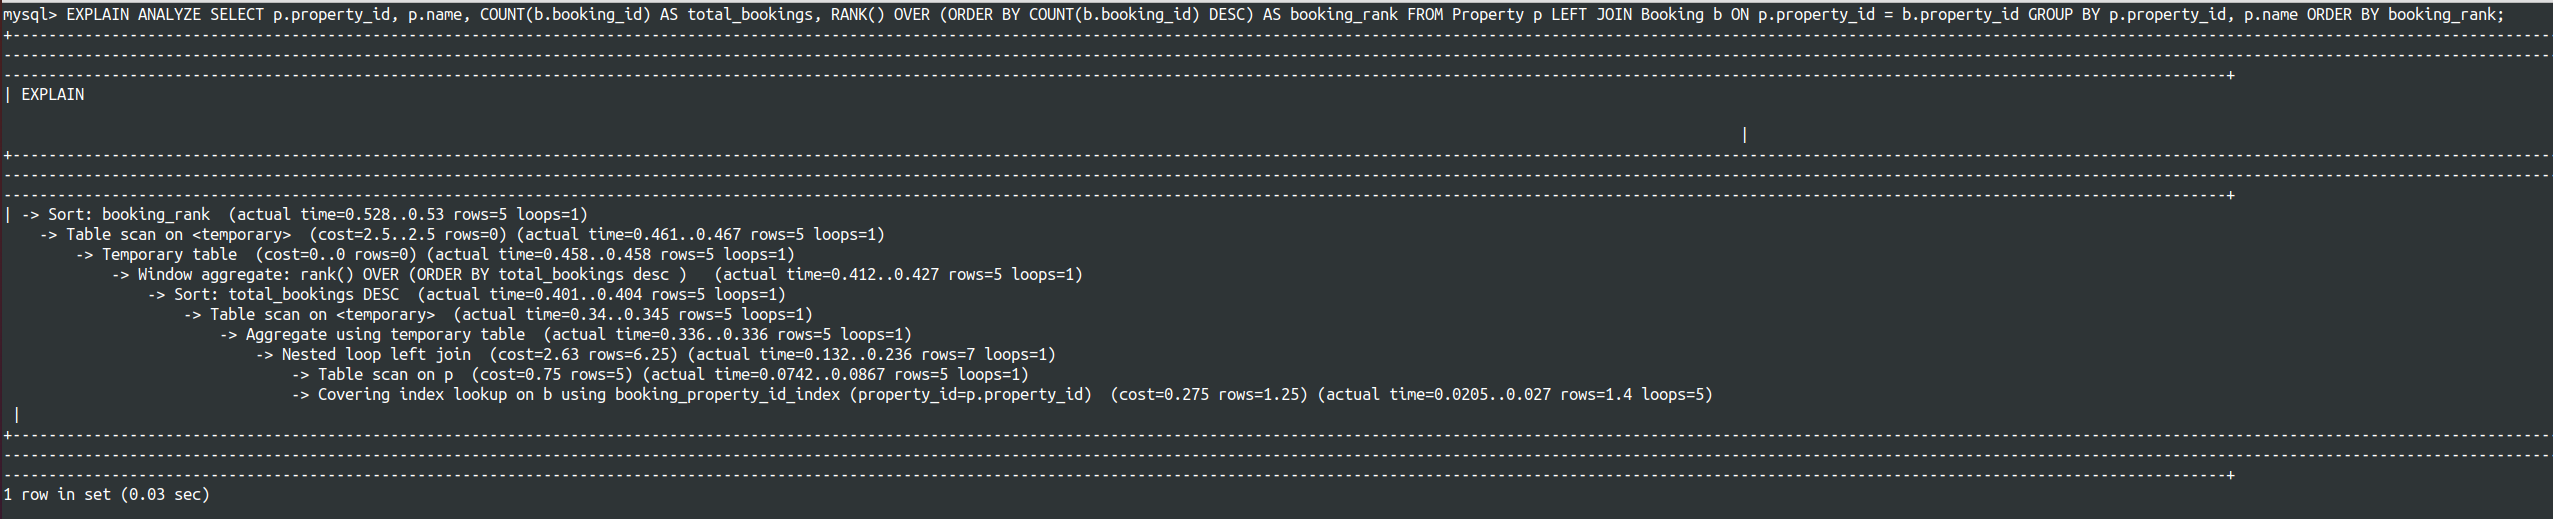 mysql> EXPLAIN ANALYZE SELECT p.property_id, p.name, COUNT(b.booking_id) AS total_bookings, RANK() OVER (ORDER BY COUNT(b.booking_id) DESC) AS booking_rank FROM Property p LEFT JOIN Booking b ON p.property_id = b.property_id GROUP BY p.property_id, p.name ORDER BY booking_rank;
| EXPLAIN
|
| -> Sort: booking_rank  (actual time=0.528..0.53 rows=5 loops=1)
    -> Table scan on <temporary>  (cost=2.5..2.5 rows=0) (actual time=0.461..0.467 rows=5 loops=1)
        -> Temporary table  (cost=0..0 rows=0) (actual time=0.458..0.458 rows=5 loops=1)
            -> Window aggregate: rank() OVER (ORDER BY total_bookings desc )   (actual time=0.412..0.427 rows=5 loops=1)
                -> Sort: total_bookings DESC  (actual time=0.401..0.404 rows=5 loops=1)
                    -> Table scan on <temporary>  (actual time=0.34..0.345 rows=5 loops=1)
                        -> Aggregate using temporary table  (actual time=0.336..0.336 rows=5 loops=1)
                            -> Nested loop left join  (cost=2.63 rows=6.25) (actual time=0.132..0.236 rows=7 loops=1)
                                -> Table scan on p  (cost=0.75 rows=5) (actual time=0.0742..0.0867 rows=5 loops=1)
                                -> Covering index lookup on b using booking_property_id_index (property_id=p.property_id)  (cost=0.275 rows=1.25) (actual time=0.0205..0.027 rows=1.4 loops=5)
 |
1 row in set (0.03 sec)